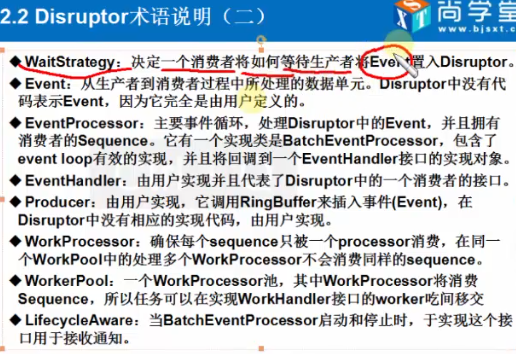 2.2 Disruptor术语说明（二）
尚学堂
www.bjsxt.com
◆WaitStrategy：决定一个消费者将如何等待生产者将Event置入Disruptor。
◆Event：从生产者到消费者过程中所处理的数据单元。Disruptor中没有代
码表示Event，因为它完全是由用户定义的。
◆EventProcessor：主要事件循环，处理Disruptor中的Event，并且拥有
消费者的Sequence。它有一个实现类是BatchEventProcessor，包含了
event loop有效的实现，并且将回调到一个EventHandler接口的实现对象。
◆EventHandler：由用户实现并且代表了Disruptor中的一个消费者的接口。
◆Producer：由用户实现，它调用RingBuffer来插入事件(Event)，在
Disruptor中没有相应的实现代码，由用户实现。
◆WorkProcessor：确保每个sequence只被一个processor消费，在同一
个WorkPool中的处理多个WorkProcessor不会消费同样的sequence。
◆WorkerPool：一个WorkProcessor池，其中WorkProcessor将消费
Sequence，所以任务可以在实现WorkHandler接口的worker吃间移交
◆LifecycleAware：当BatchEventProcessor启动和停止时，于实现这个接
口用于接收通知。